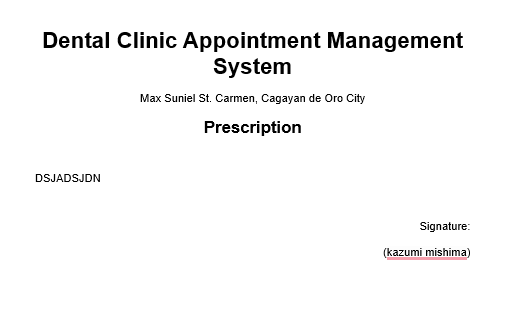 Dental Clinic Appointment Management
System
Max Suniel St. Carmen, Cagayan de Oro City
Prescription
DSJADSJDN
Signature:
(kazumi mishima)